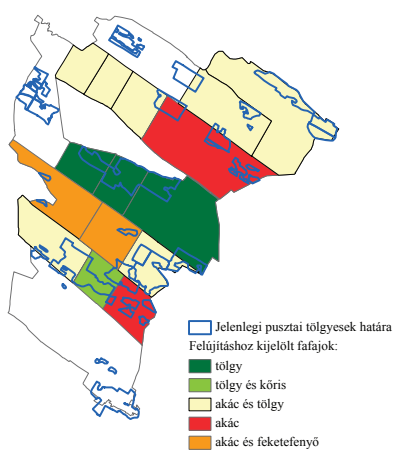 Jelenlegi pusztai tölgyesek határa
Felújításhoz kijelölt fafajok:
tölgy
tölgy és kőris
akác és tölgy
akác
akác és feketefenyő